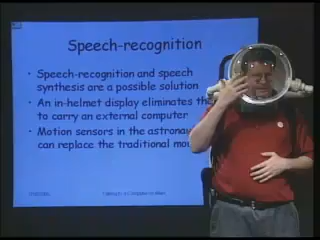 Speech-recognition
• Speech-recognition and speech
synthesis are a possible solution
• An in-helmet display eliminates the
to carry an external computer
• Motion sensors in the astronau
can replace the traditional mou